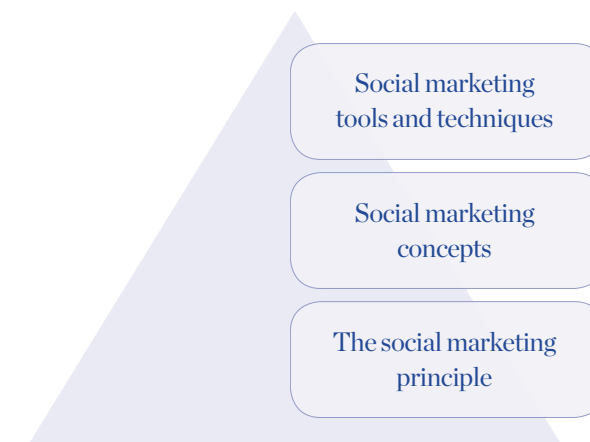 Social marketing
tools and techniques
Social marketing
concepts
The social marketing
principle